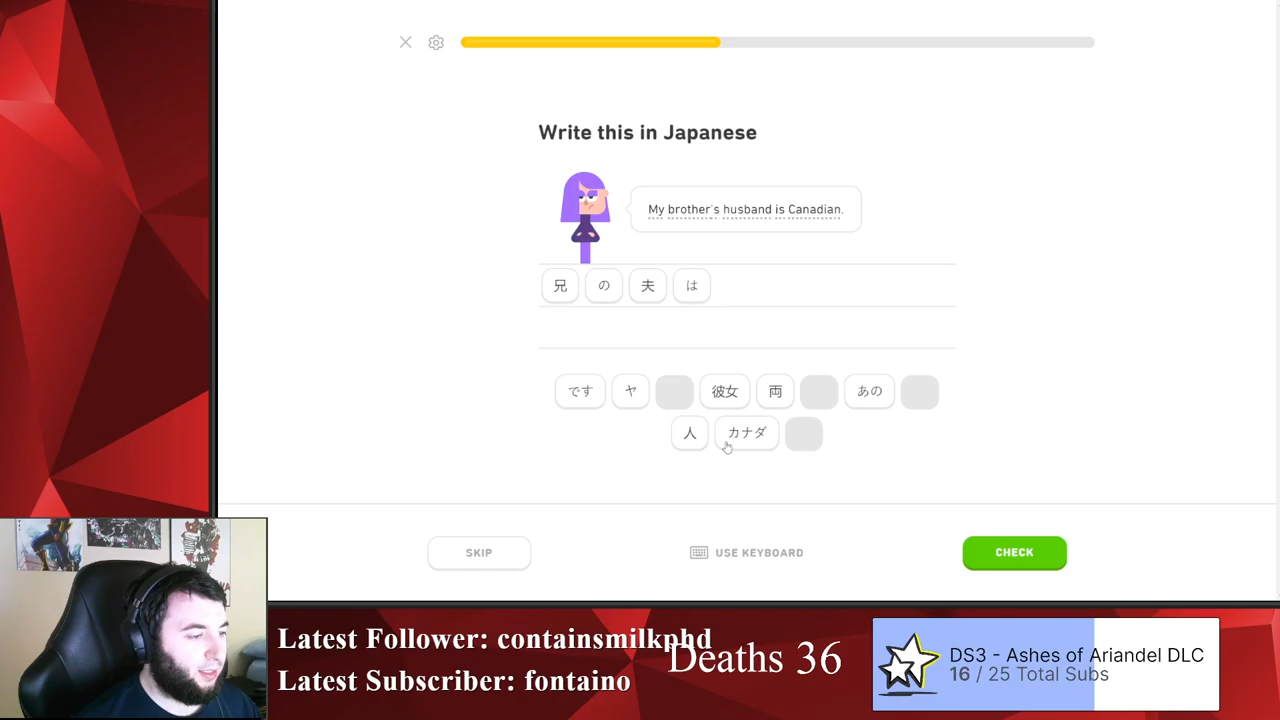 Write this in Japanese
My brother's husband is Canadian.
兄 の 夫 は
です ヤ 彼女 両 あの
人 カナダ
SKIP
USE KEYBOARD
CHECK
Latest Follower: containsmilkphd
Latest Subscriber: fontaino
Deaths 36
DS3 - Ashes of Ariandel DLC
16 / 25 Total Subs